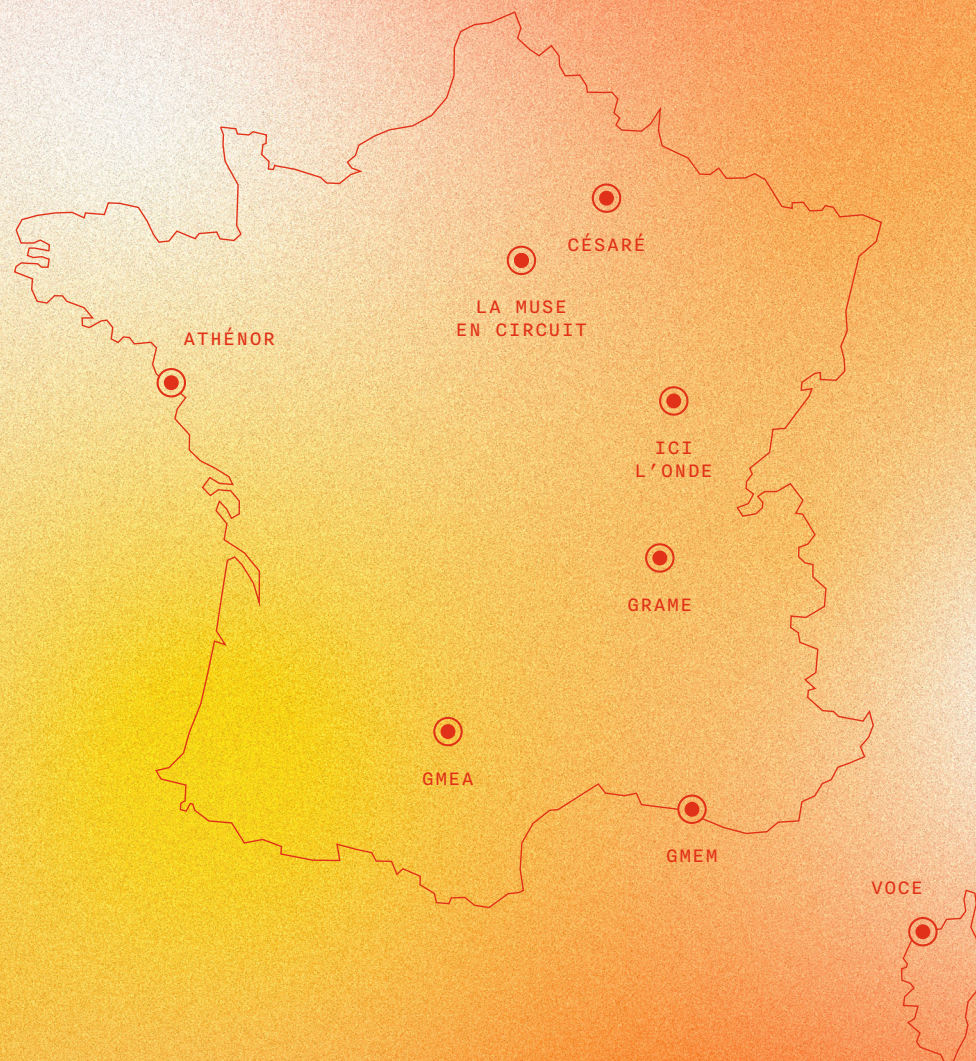 CÉSARÉ
LA MUSE
EN CIRCUIT
ATHÉNOR
ICI
L’ONDE
GRAME
GMEA
GMEM
VOCE